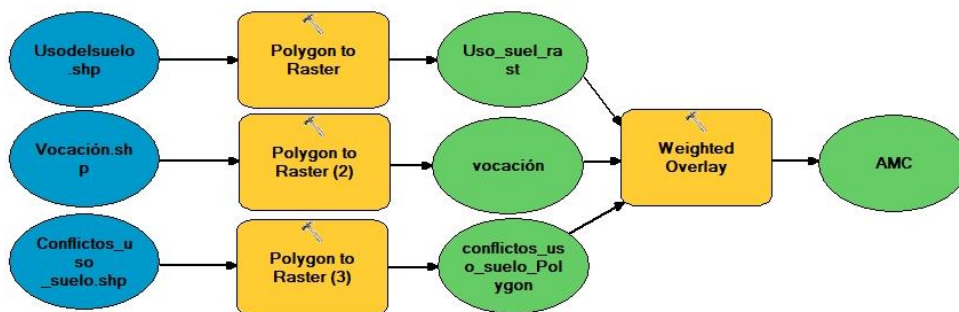 Usodelsuelo
.shp
Polygon to
Raster
Uso_suel_ra
st
Vocación.sh
p
Polygon to
Raster (2)
vocación
Weighted
Overlay
AMC
Conflictos_u
so
_suelo.shp
Polygon to
Raster (3)
conflictos_us
o_suelo_Pol
ygon